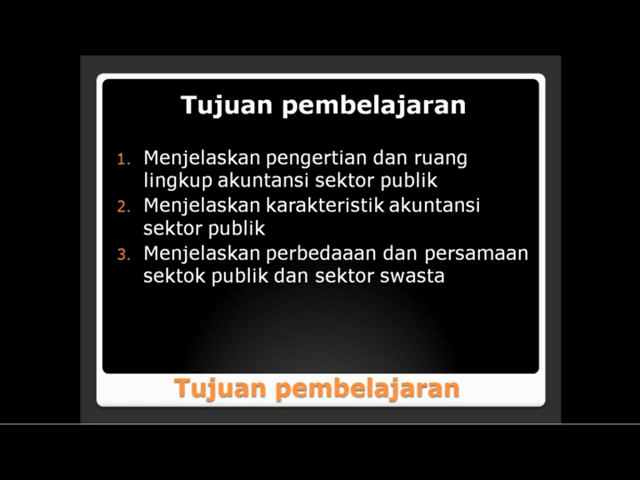 Tujuan pembelajaran
1. Menjelaskan pengertian dan ruang
lingkup akuntansi sektor publik
2. Menjelaskan karakteristik akuntansi
sektor publik
3. Menjelaskan perbedaaan dan persamaan
sektok publik dan sektor swasta
Tujuan pembelajaran